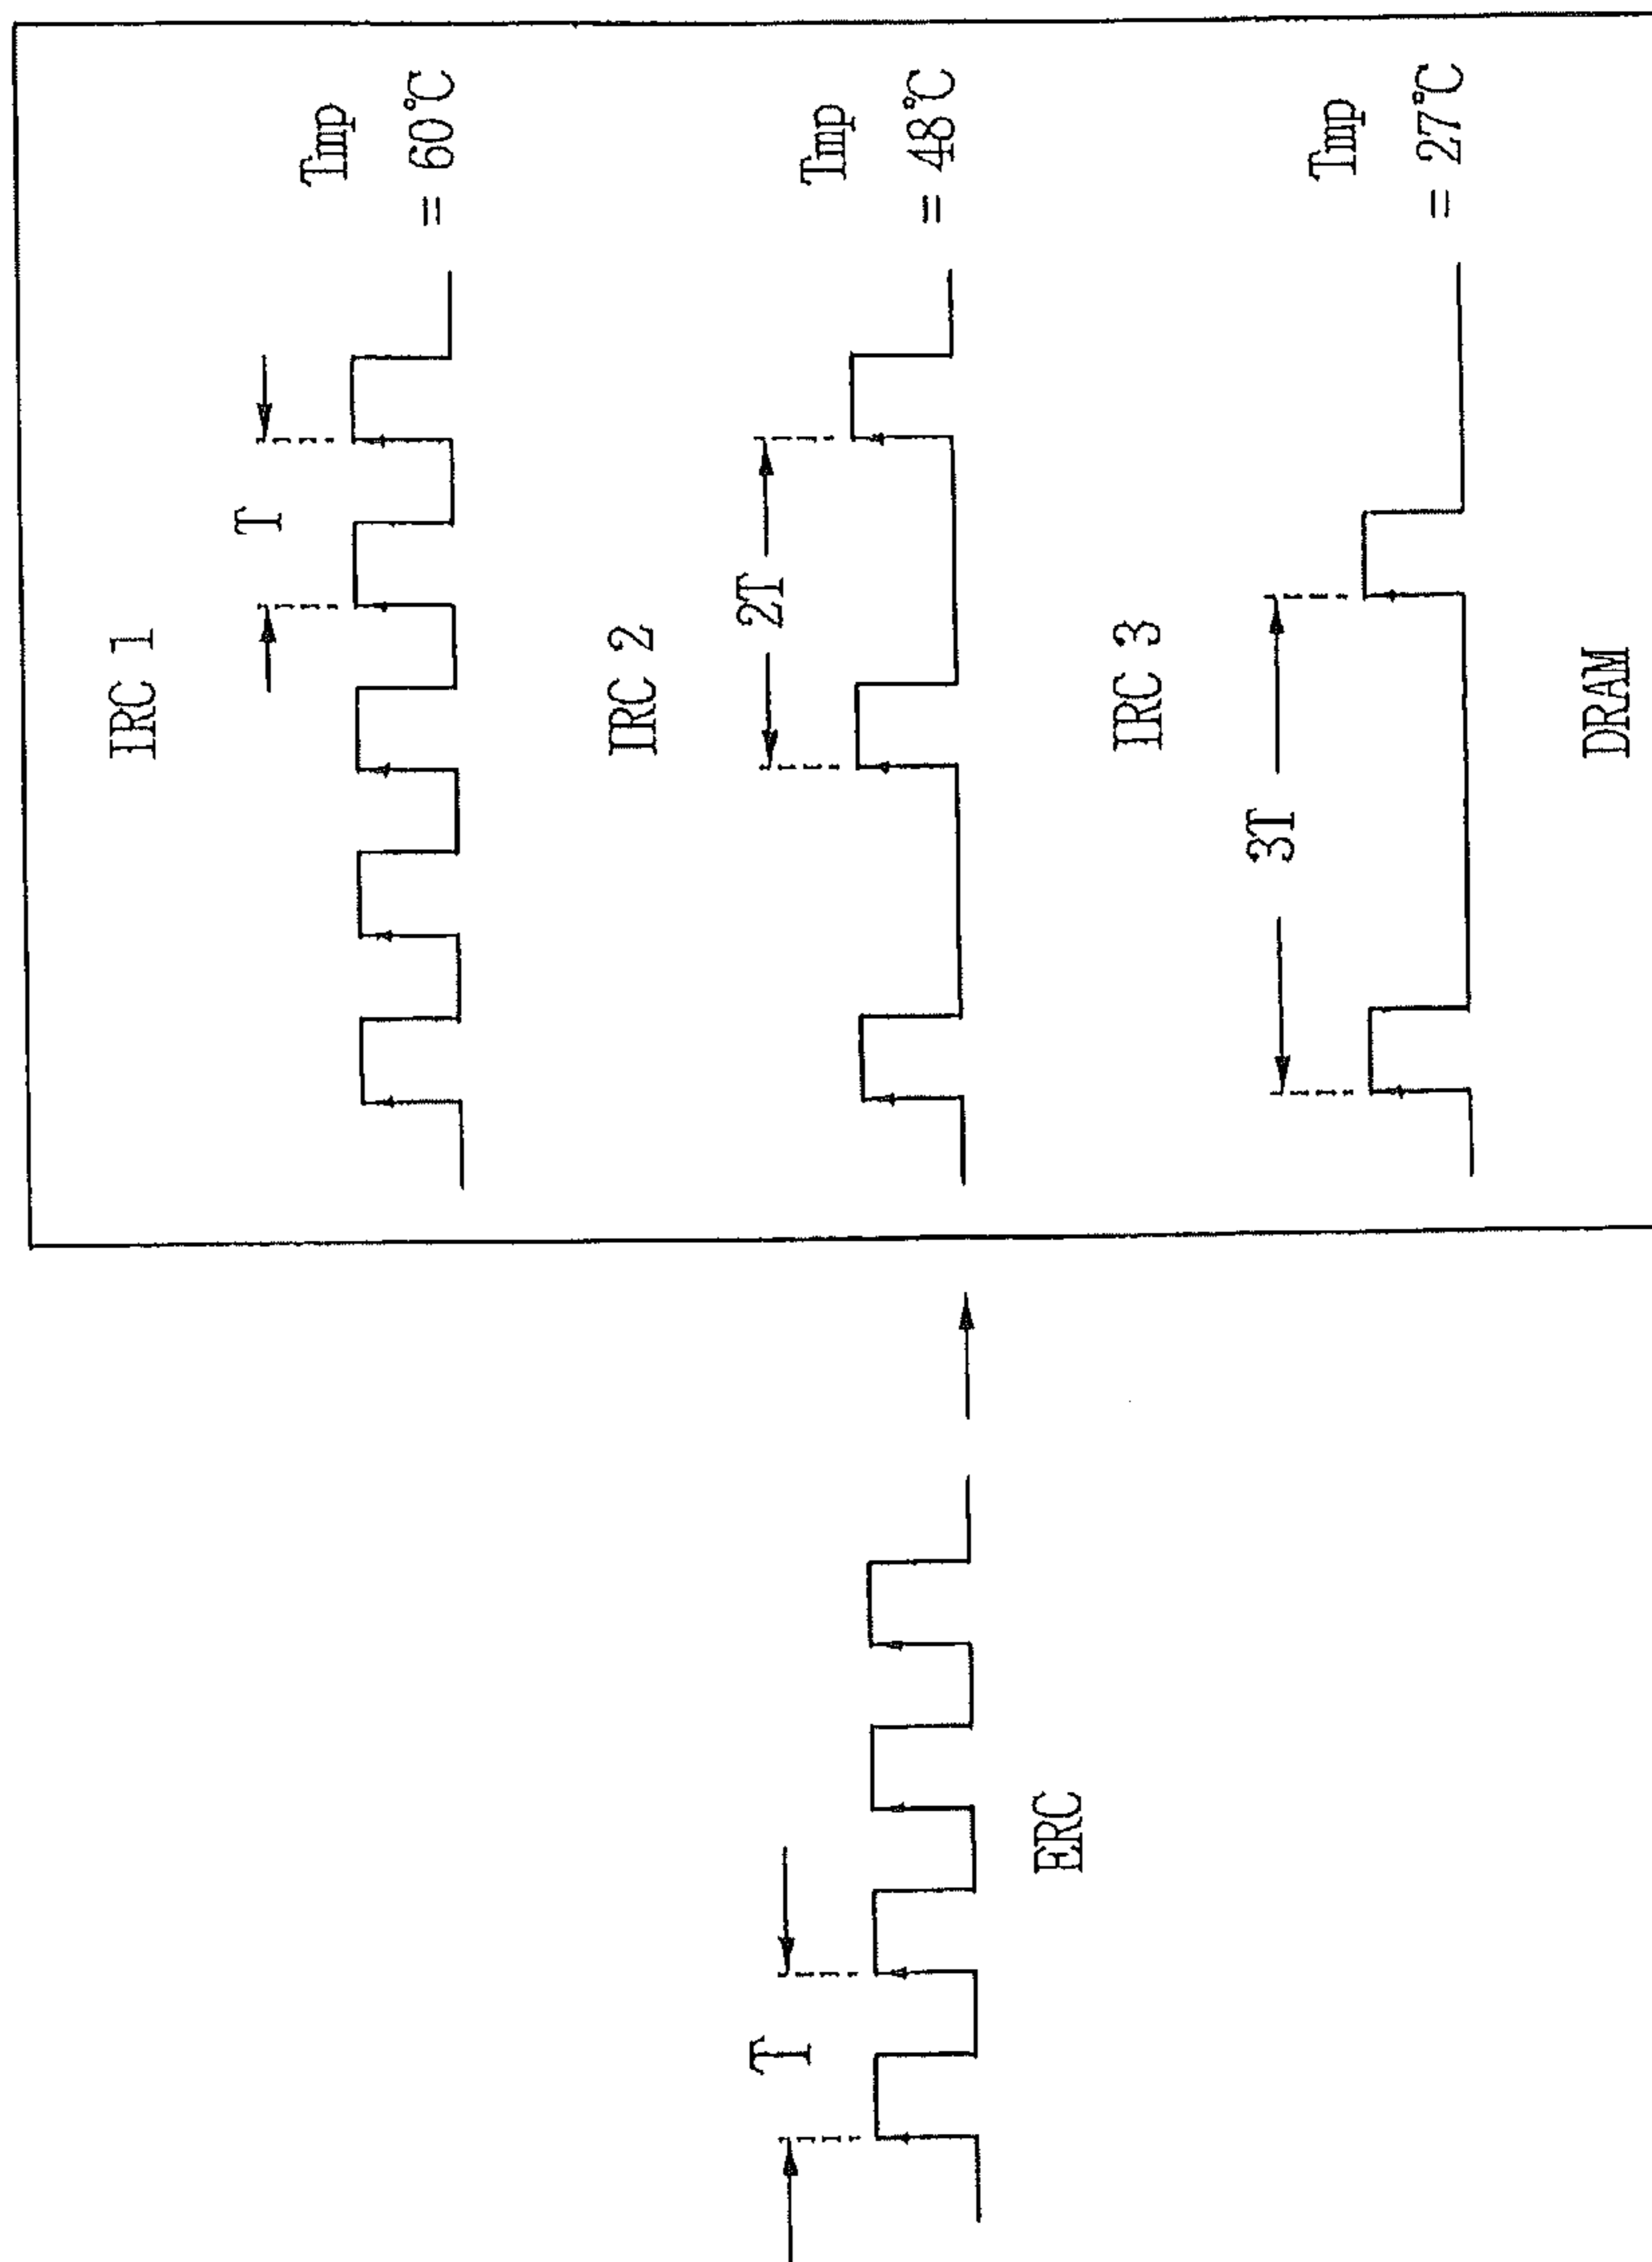 IRC 1
T
Tmp
= 60°C
IRC 2
2T
Tmp
= 48°C
IRC 3
3T
Tmp
= 27°C
DRAM
T
ERC